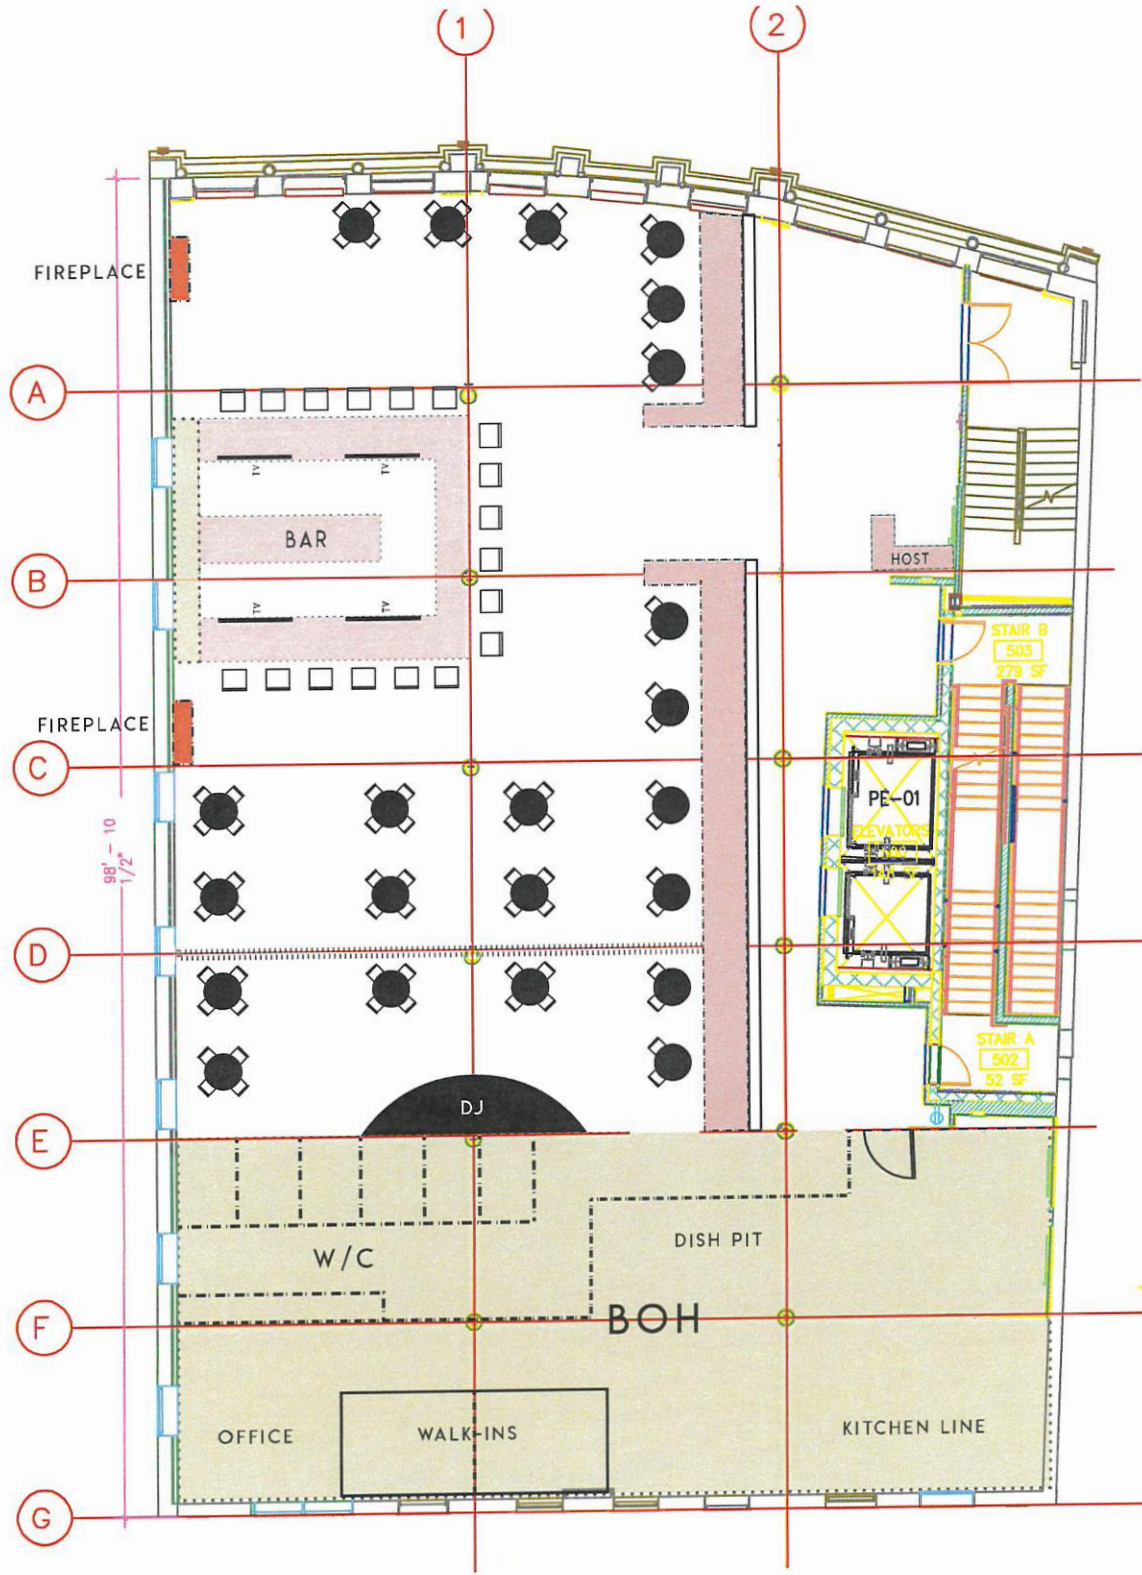 1
2
FIREPLACE
A
TV
TV
BAR
B
HOST
TV
TV
STAIR B
503
279 SF
FIREPLACE
C
PE-01
ELEVATORS
98' - 10
1/2"
D
STAIR A
502
52 SF
DJ
E
W/C
DISH PIT
BOH
F
OFFICE
WALK-INS
KITCHEN LINE
G